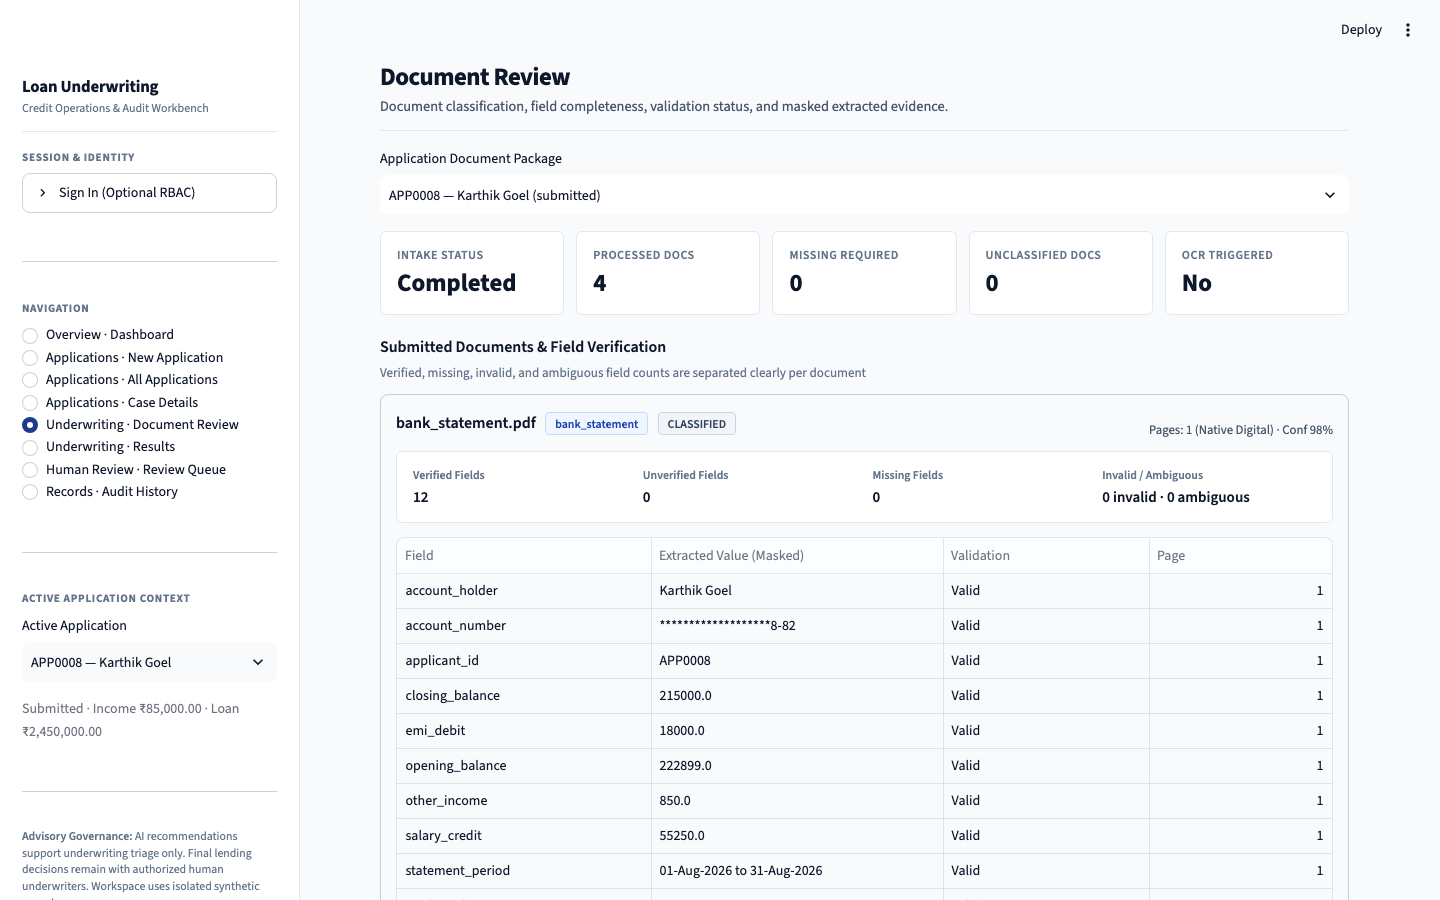 Deploy
Loan Underwriting
Credit Operations & Audit Workbench
SESSION & IDENTITY
Sign In (Optional RBAC)
NAVIGATION
Overview · Dashboard
Applications · New Application
Applications · All Applications
Applications · Case Details
Underwriting · Document Review
Underwriting · Results
Human Review · Review Queue
Records · Audit History
ACTIVE APPLICATION CONTEXT
Active Application
APP0008 — Karthik Goel
Submitted · Income ₹85,000.00 · Loan
₹2,450,000.00
Advisory Governance: AI recommendations
support underwriting triage only. Final lending
decisions remain with authorized human
underwriters. Workspace uses isolated synthetic
Document Review
Document classification, field completeness, validation status, and masked extracted evidence.
Application Document Package
APP0008 — Karthik Goel (submitted)
INTAKE STATUS
Completed
PROCESSED DOCS
4
MISSING REQUIRED
0
UNCLASSIFIED DOCS
0
OCR TRIGGERED
No
Submitted Documents & Field Verification
Verified, missing, invalid, and ambiguous field counts are separated clearly per document
bank_statement.pdf bank_statement CLASSIFIED Pages: 1 (Native Digital) · Conf 98%
Verified Fields
12
Unverified Fields
0
Missing Fields
0
Invalid / Ambiguous
0 invalid · 0 ambiguous
Field Extracted Value (Masked) Validation Page
account_holder Karthik Goel Valid 1
account_number *******************8-82 Valid 1
applicant_id APP0008 Valid 1
closing_balance 215000.0 Valid 1
emi_debit 18000.0 Valid 1
opening_balance 222899.0 Valid 1
other_income 850.0 Valid 1
salary_credit 55250.0 Valid 1
statement_period 01-Aug-2026 to 31-Aug-2026 Valid 1